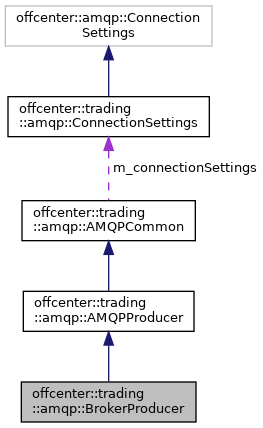 offcenter::amqp::Connection
Settings
offcenter::trading
::amqp::ConnectionSettings
m_connectionSettings
offcenter::trading
::amqp::AMQPCommon
offcenter::trading
::amqp::AMQPProducer
offcenter::trading
::amqp::BrokerProducer